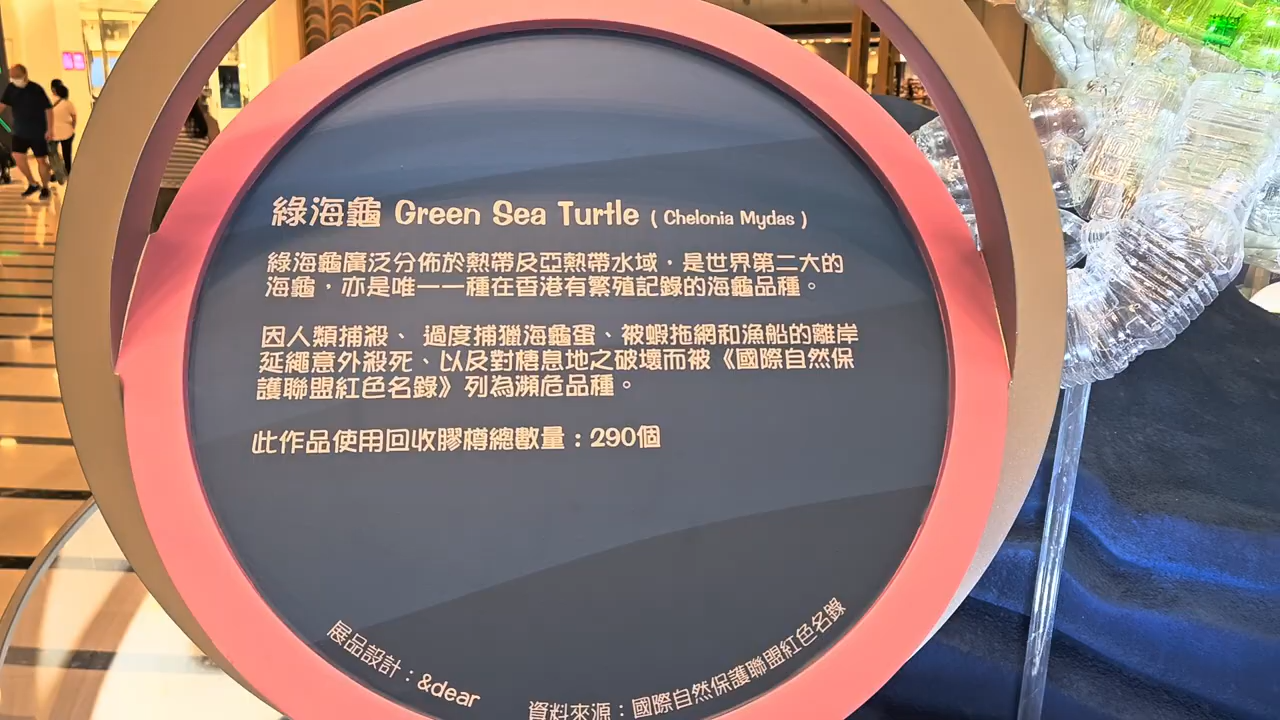 綠海龜 Green Sea Turtle ( Chelonia Mydas )
綠海龜廣泛分佈於熱帶及亞熱帶水域，是世界第二大的
海龜，亦是唯一一種在香港有繁殖記錄的海龜品種。
因人類捕殺、 過度捕獵海龜蛋、被蝦拖網和漁船的離岸
延繩意外殺死、以及對棲息地之破壞而被《國際自然保
護聯盟紅色名錄》列為瀕危品種。
此作品使用回收膠樽總數量：290個
展品設計：&dear
資料來源：國際自然保護聯盟紅色名錄